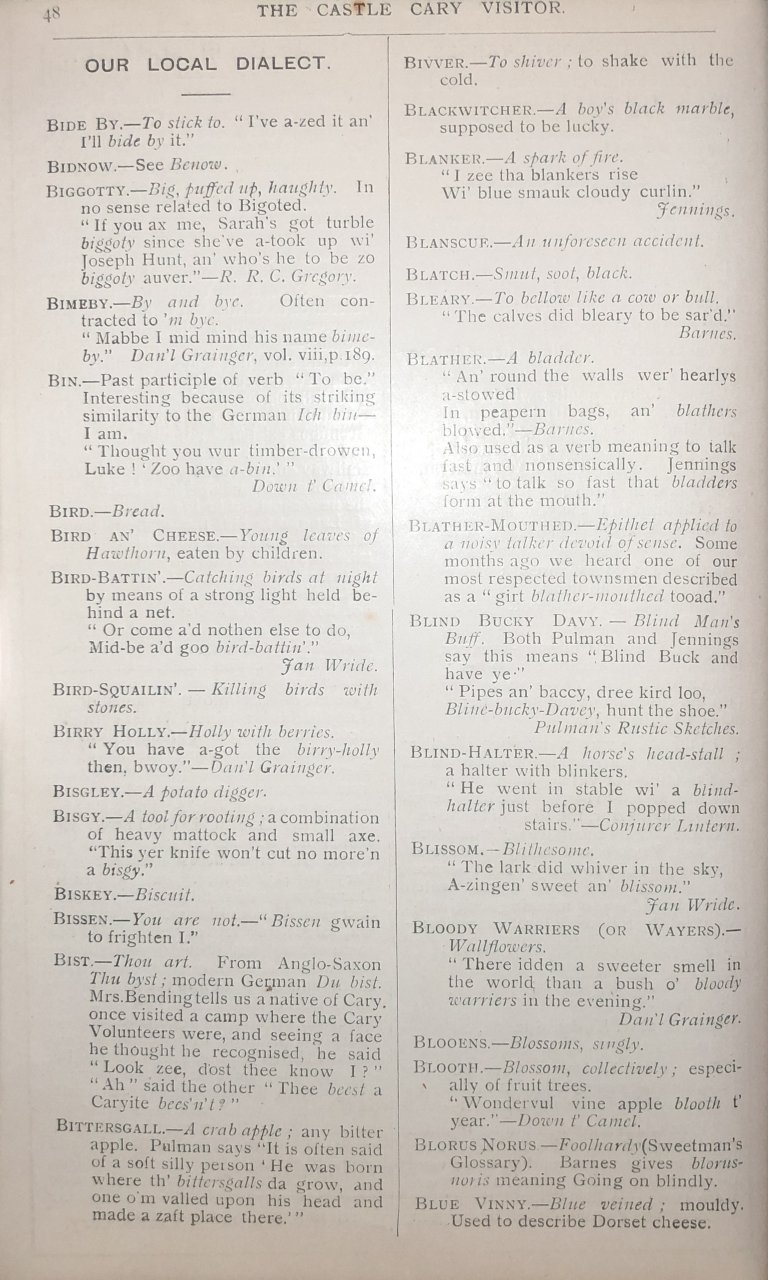 48
THE CASTLE CARY VISITOR.
OUR LOCAL DIALECT.
BIDE BY.—To stick to. "I've a-zed it an'
I'll bide by it."
BIDNOW.—See Benow.
BIGGOTTY.—Big, puffed up, haughty. In
no sense related to Bigoted.
"If you ax me, Sarah's got turble
biggoty since she've a-took up wi'
Joseph Hunt, an' who's he to be zo
biggoty auver."—R. R. C. Gregory.
BIMEBY.—By and bye. Often con-
tracted to 'm bye.
"Mabbe I mid mind his name bime-
by." Dan'l Grainger, vol. viii, p. 189.
BIN.—Past participle of verb "To be."
Interesting because of its striking
similarity to the German Ich bin—
I am.
"Thought you wur timber-drowen,
Luke ! 'Zoo have a-bin.' "
Down t' Camel.
BIRD.—Bread.
BIRD AN' CHEESE.—Young leaves of
Hawthorn, eaten by children.
BIRD-BATTIN'.—Catching birds at night
by means of a strong light held be-
hind a net.
"Or come a'd nothen else to do,
Mid-be a'd goo bird-battin'."
Jan Wride.
BIRD-SQUAILIN'. — Killing birds with
stones.
BIRRY HOLLY.—Holly with berries.
"You have a-got the birry-holly
then, bwoy."—Dan'l Grainger.
BISGLEY.—A potato digger.
BISGY.—A tool for rooting ; a combination
of heavy mattock and small axe.
"This yer knife won't cut no more'n
a bisgy."
BISKEY.—Biscuit.
BISSEN.—You are not.—"Bissen gwain
to frighten I."
BIST.—Thou art. From Anglo-Saxon
Thu byst ; modern German Du bist.
Mrs. Bending tells us a native of Cary,
once visited a camp where the Cary
Volunteers were, and seeing a face
he thought he recognised, he said
"Look zee, dost thee know I ?"
"Ah" said the other "Thee beest a
Caryite bees'n't ?"
BITTERSGALL.—A crab apple ; any bitter
apple. Pulman says "It is often said
of a soft silly person 'He was born
where th' bittersgalls da grow, and
one o'm valled upon his head and
made a zaft place there.' "
BIVVER.—To shiver ; to shake with the
cold.
BLACKWITCHER.—A boy's black marble,
supposed to be lucky.
BLANKER.—A spark of fire.
"I zee tha blankers rise
Wi' blue smauk cloudy curlin."
Jennings.
BLANSCUE.—An unforeseen accident.
BLATCH.—Smut, soot, black.
BLEARY.—To bellow like a cow or bull.
"The calves did bleary to be sar'd."
Barnes.
BLATHER.—A bladder.
"An' round the walls wer' hearlys
a-stowed
In peapern bags, an' blathers
blowed."—Barnes.
Also used as a verb meaning to talk
fast and nonsensically. Jennings
says "to talk so fast that bladders
form at the mouth."
BLATHER-MOUTHED.—Epithet applied to
a noisy talker devoid of sense. Some
months ago we heard one of our
most respected townsmen described
as a "girt blather-mouthed tooad."
BLIND BUCKY DAVY. — Blind Man's
Buff. Both Pulman and Jennings
say this means "Blind Buck and
have ye."
"Pipes an' baccy, dree kird loo,
Bline-bucky-Davey, hunt the shoe."
Pulman's Rustic Sketches.
BLIND-HALTER.—A horse's head-stall ;
a halter with blinkers.
"He went in stable wi' a blind-
halter just before I popped down
stairs."—Conjurer Lintern.
BLISSOM.—Blithesome.
"The lark did whiver in the sky,
A-zingen' sweet an' blissom."
Jan Wride.
BLOODY WARRIERS (OR WAYERS).—
Wallflowers.
"There idden a sweeter smell in
the world than a bush o' bloody
warriers in the evening."
Dan'l Grainger.
BLOOENS.—Blossoms, singly.
BLOOTH.—Blossom, collectively ; especi-
ally of fruit trees.
"Wondervul vine apple blooth t'
year."—Down t' Camel.
BLORUS NORUS.—Foolhardy (Sweetman's
Glossary). Barnes gives blorus-
noris meaning Going on blindly.
BLUE VINNY.—Blue veined ; mouldy.
Used to describe Dorset cheese.